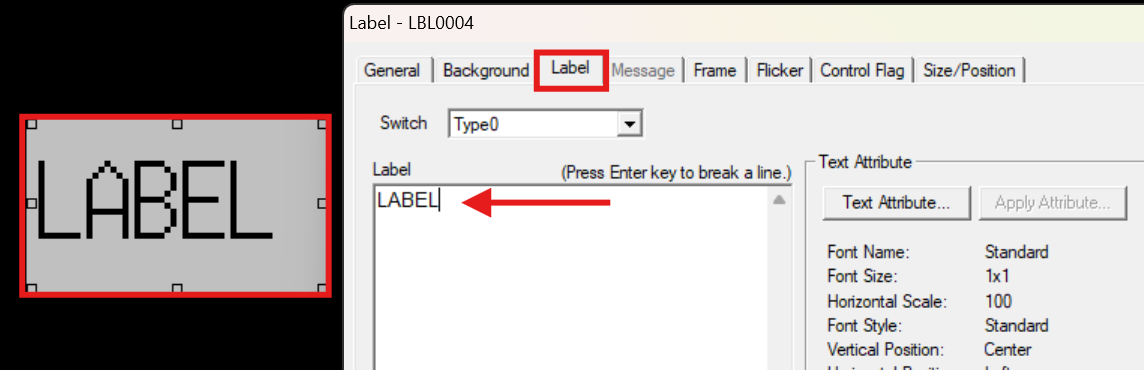 Label - LBL0004
General Background Label Message Frame Flicker Control Flag Size/Position
LABEL
Switch Type0
Label (Press Enter key to break a line.)
LABEL
Text Attribute
Text Attribute... Apply Attribute...
Font Name: Standard
Font Size: 1x1
Horizontal Scale: 100
Font Style: Standard
Vertical Position: Center